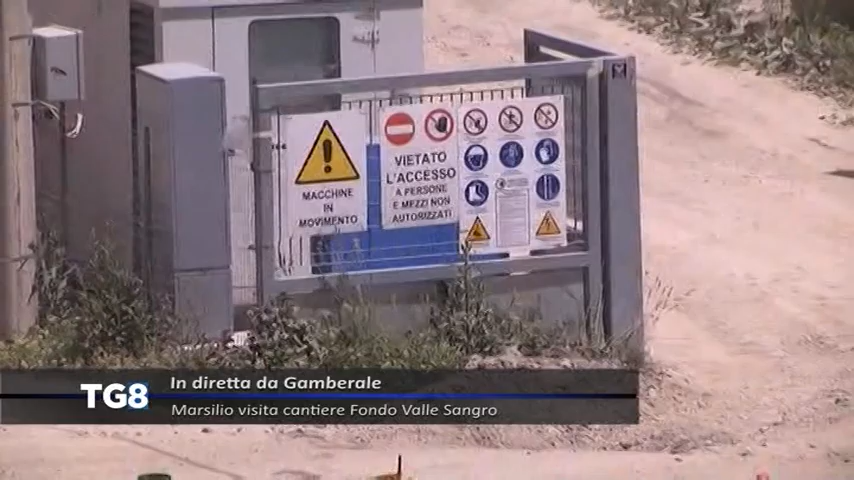 MACCHINE
IN
MOVIMENTO
VIETATO
L'ACCESSO
A PERSONE
E MEZZI NON
AUTORIZZATI
TG8
In diretta da Gamberale
Marsilio visita cantiere Fondo Valle Sangro